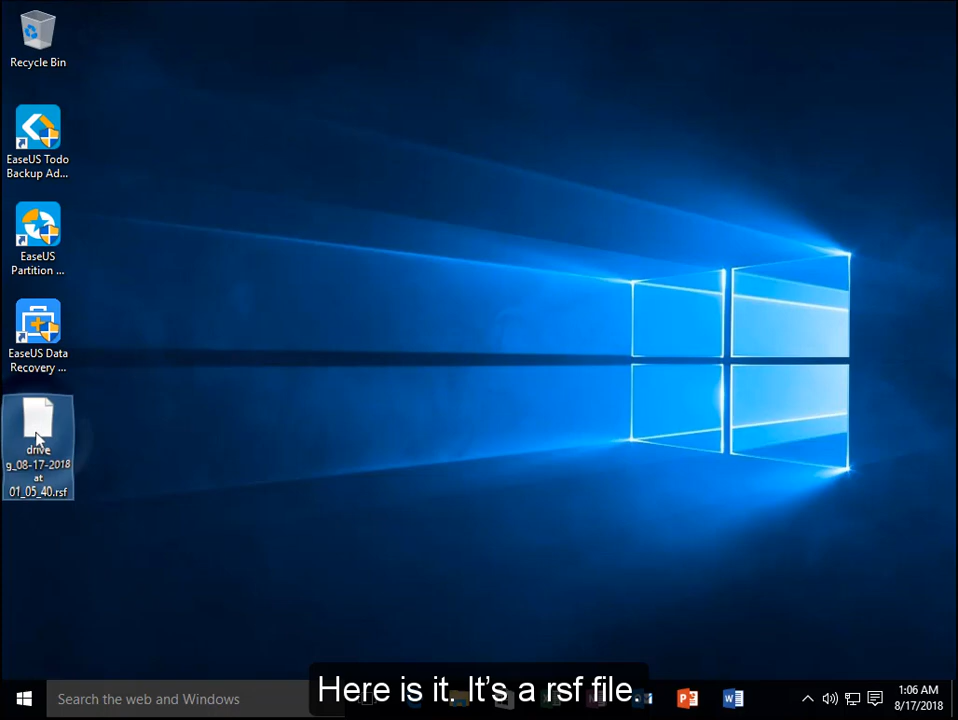 Recycle Bin
EaseUS Todo
Backup Ad...
EaseUS
Partition ...
EaseUS Data
Recovery ...
drive
g_08-17-2018
at
01_05_40.rsf
Here is it. It's a rsf file.
Search the web and Windows
1:06 AM
8/17/2018